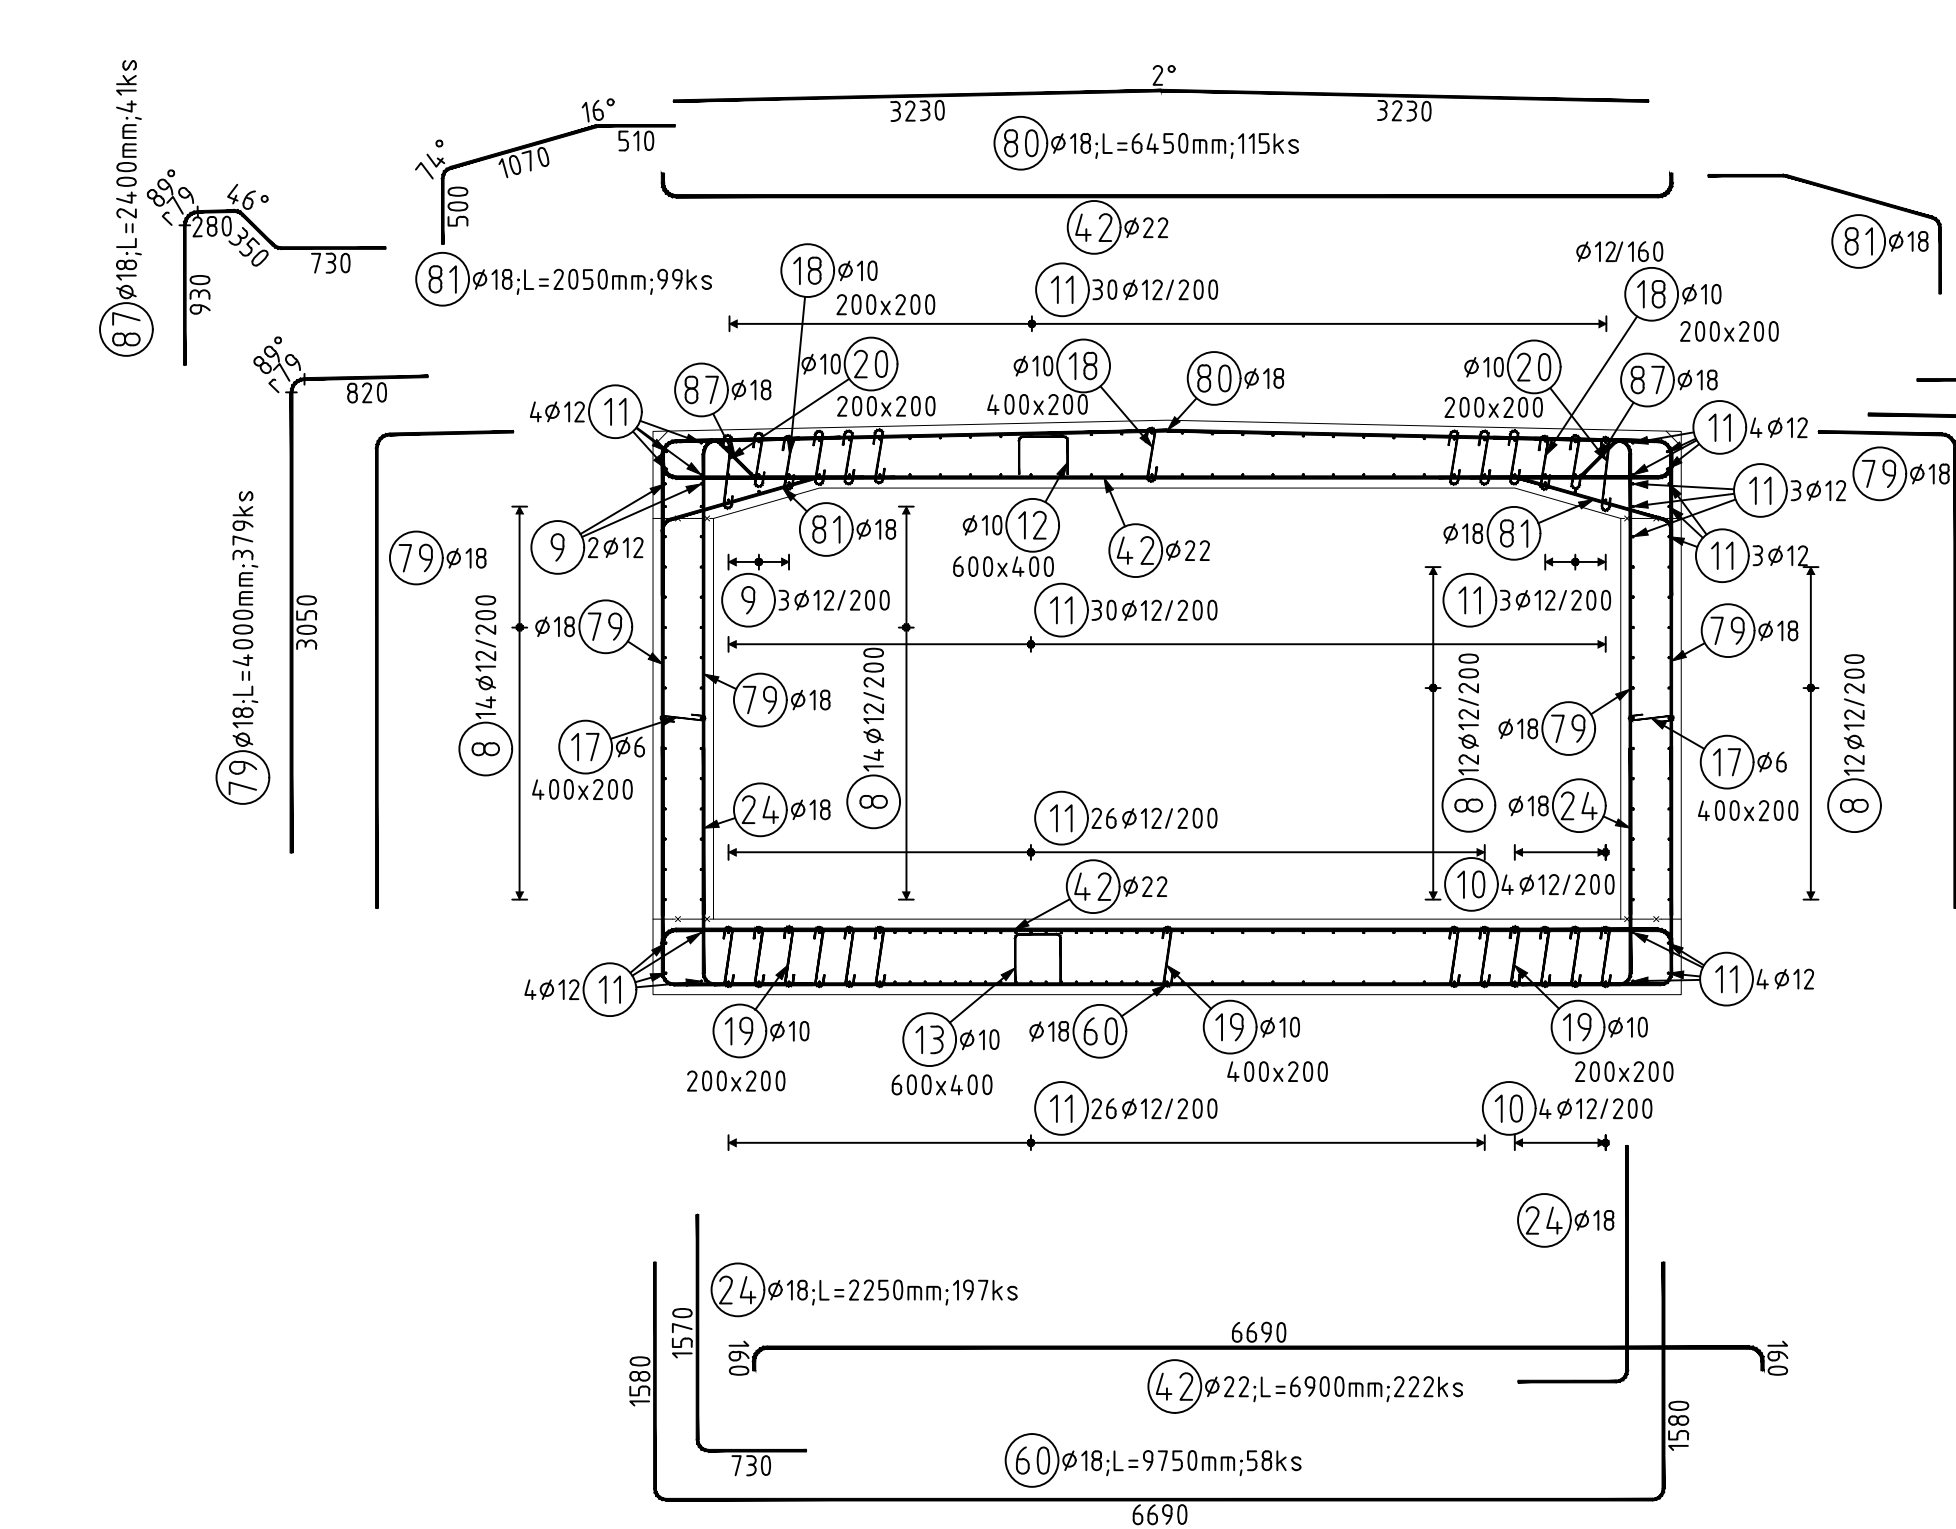 2°
3230
3230
80 ø18;L=6450mm;115ks
16°
510
74°
1070
500
81 ø18;L=2050mm;99ks
87 ø18;L=2400mm;41ks
89°
r79
46°
280
350
730
930
42 ø22
81 ø18
18 ø10
200x200
11 30ø12/200
ø12/160
18 ø10
200x200
89°
r79
820
3050
79 ø18;L=4000mm;379ks
87 ø18
ø10 20
200x200
ø10 18
400x200
80 ø18
ø10 20
200x200
87 ø18
4ø12 11
11 4ø12
79 ø18
11 3ø12
9 2ø12
81 ø18
ø10 12
600x400
42 ø22
ø18 81
11 3ø12
79 ø18
9 3ø12/200
11 30ø12/200
11 3ø12/200
8 14ø12/200
ø18 79
79 ø18
79 ø18
8 14ø12/200
8 12ø12/200
ø18 79
8 12ø12/200
17 ø6
400x200
17 ø6
400x200
24 ø18
11 26ø12/200
ø18 24
42 ø22
10 4ø12/200
4ø12 11
11 4ø12
19 ø10
200x200
13 ø10
600x400
ø18 60
19 ø10
400x200
19 ø10
200x200
11 26ø12/200
10 4ø12/200
24 ø18
24 ø18;L=2250mm;197ks
1570
730
6690
160
160
42 ø22;L=6900mm;222ks
1580
1580
60 ø18;L=9750mm;58ks
6690